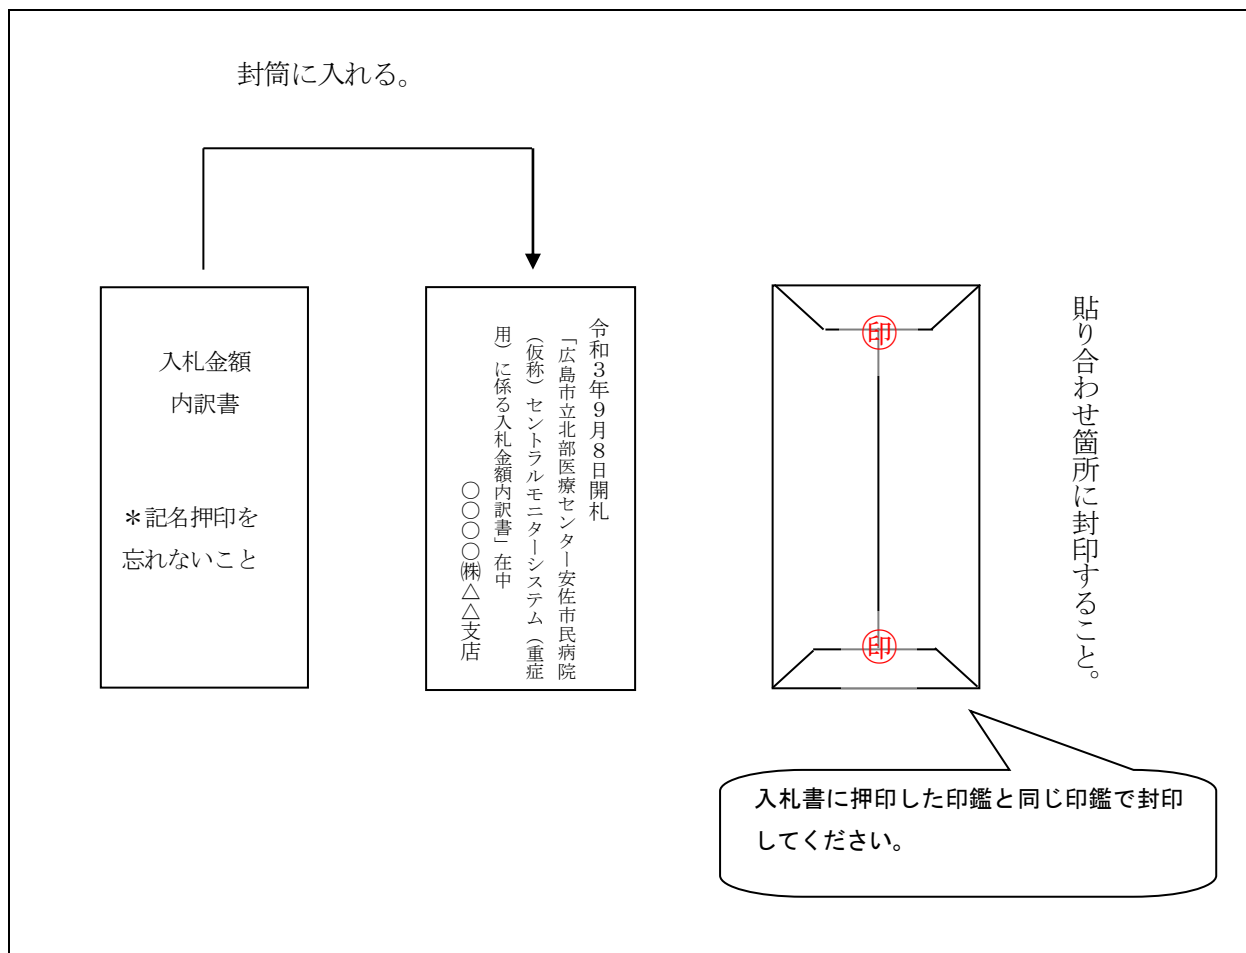 封筒に入れる。
入札金額
内訳書
＊記名押印を
忘れないこと
令和３年９月８日開札
「広島市立北部医療センター安佐市民病院
（仮称）セントラルモニターシステム（重症
用）に係る入札金額内訳書」在中
○○○○㈱△△支店
印
印
貼り合わせ箇所に封印すること。
入札書に押印した印鑑と同じ印鑑で封印
してください。